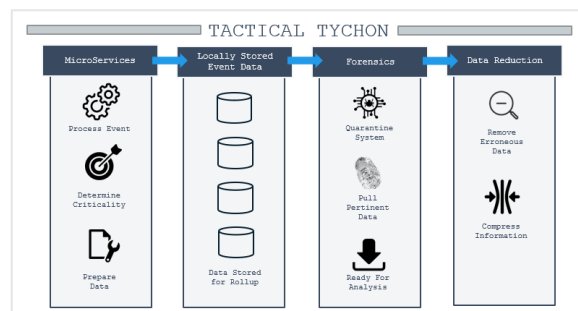 TACTICAL TYCHON
MicroServices
Process Event
Determine
Criticality
Prepare
Data
Locally Stored
Event Data
Data Stored
for Rollup
Forensics
Quarantine
System
Pull
Pertinent
Data
Ready For
Analysis
Data Reduction
Remove
Erroneous
Data
Compress
Information